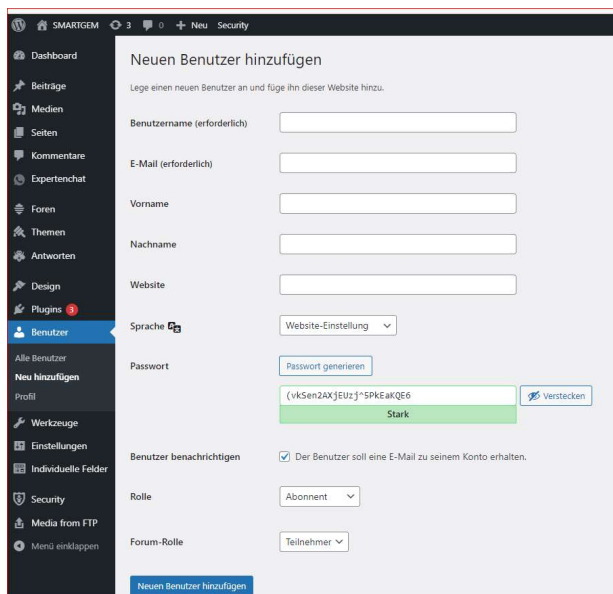 SMARTGEM 3 0 + Neu Security
Dashboard
Beiträge
Medien
Seiten
Kommentare
Expertenchat
Foren
Themen
Antworten
Design
Plugins 3
Benutzer
Alle Benutzer
Neu hinzufügen
Profil
Werkzeuge
Einstellungen
Individuelle Felder
Security
Media from FTP
Menü einklappen
Neuen Benutzer hinzufügen
Lege einen neuen Benutzer an und füge ihn dieser Website hinzu.
Benutzername (erforderlich)
E-Mail (erforderlich)
Vorname
Nachname
Website
Sprache Website-Einstellung
Passwort Passwort generieren
(vkSen2AXjEUzj^5PkEaKQE6 Verstecken
Stark
Benutzer benachrichtigen Der Benutzer soll eine E-Mail zu seinem Konto erhalten.
Rolle Abonnent
Forum-Rolle Teilnehmer
Neuen Benutzer hinzufügen